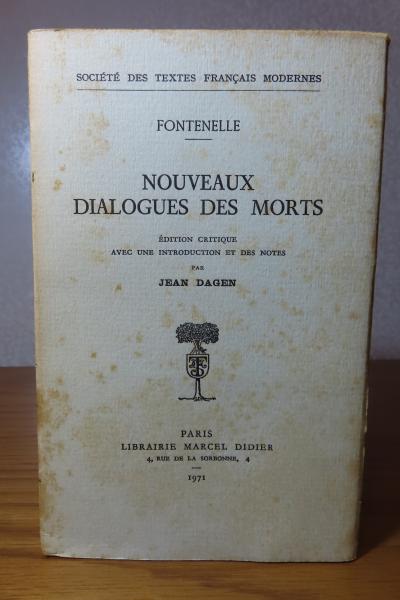 SOCIÉTÉ DES TEXTES FRANÇAIS MODERNES
FONTENELLE
NOUVEAUX
DIALOGUES DES MORTS
ÉDITION CRITIQUE
AVEC UNE INTRODUCTION ET DES NOTES
PAR
JEAN DAGEN
PARIS
LIBRAIRIE MARCEL DIDIER
4, RUE DE LA SORBONNE, 4
1971